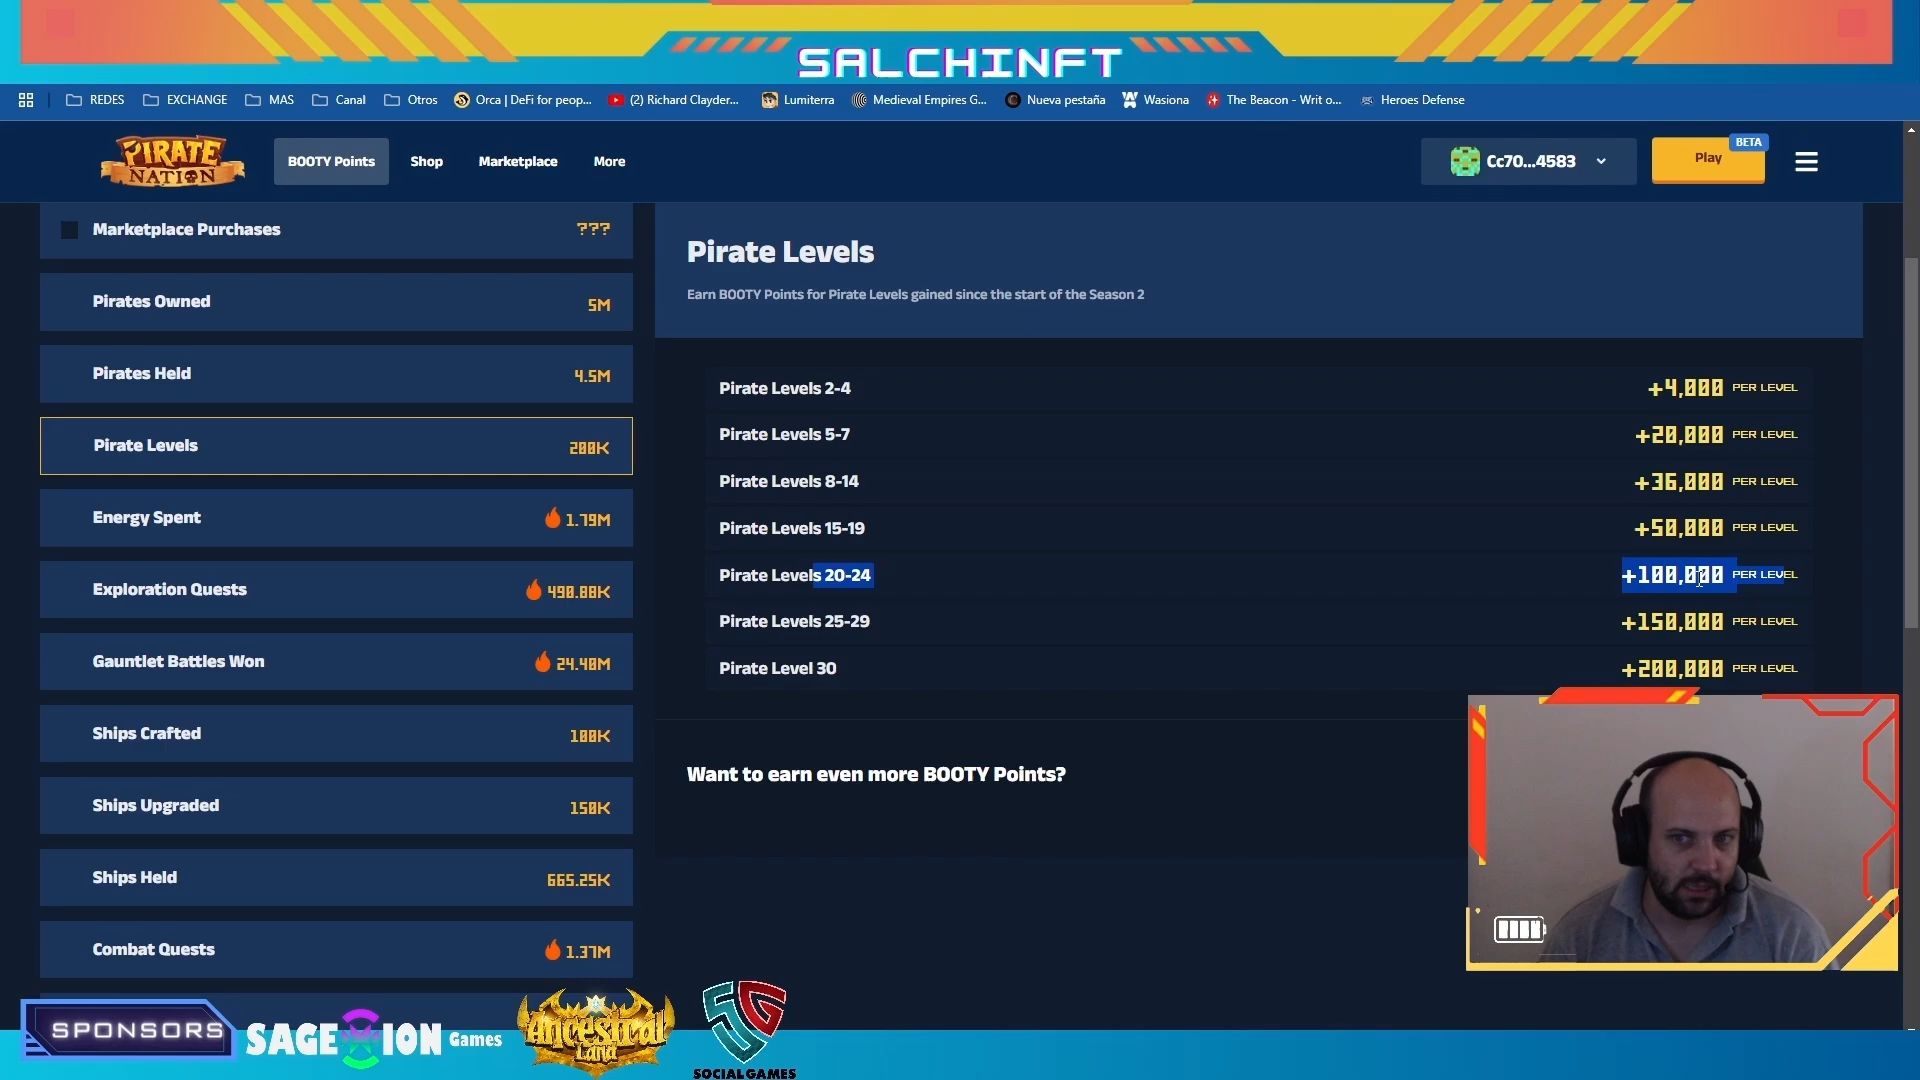 SALCHINFT
REDES
EXCHANGE
MAS
Canal
Otros
Orca | DeFi for peop...
(2) Richard Clayder...
Lumiterra
Medieval Empires G...
Nueva pestaña
Wasiona
The Beacon - Writ o...
Heroes Defense
PIRATE NATION
BOOTY Points
Shop
Marketplace
More
Cc70...4583
Play
BETA
Marketplace Purchases ???
Pirates Owned 5M
Pirates Held 4.5M
Pirate Levels 200K
Energy Spent 1.79M
Exploration Quests 490.88K
Gauntlet Battles Won 24.40M
Ships Crafted 100K
Ships Upgraded 150K
Ships Held 665.25K
Combat Quests 1.37M
Pirate Levels
Earn BOOTY Points for Pirate Levels gained since the start of the Season 2
Pirate Levels 2-4 +4,000 PER LEVEL
Pirate Levels 5-7 +20,000 PER LEVEL
Pirate Levels 8-14 +36,000 PER LEVEL
Pirate Levels 15-19 +50,000 PER LEVEL
Pirate Levels 20-24 +100,000 PER LEVEL
Pirate Levels 25-29 +150,000 PER LEVEL
Pirate Level 30 +200,000 PER LEVEL
Want to earn even more BOOTY Points?
SPONSORS
SAGE ION Games
Ancestral Land
SG
SOCIAL GAMES